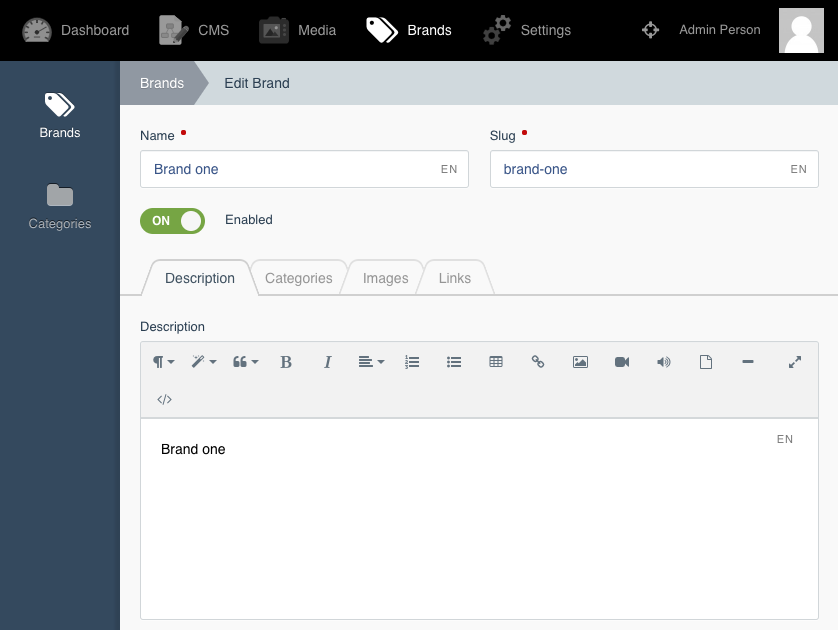 Dashboard CMS Media Brands Settings Admin Person
Brands Edit Brand
Brands
Categories
Name Slug
Brand one EN brand-one EN
ON Enabled
Description Categories Images Links
Description
B I
</>
EN
Brand one